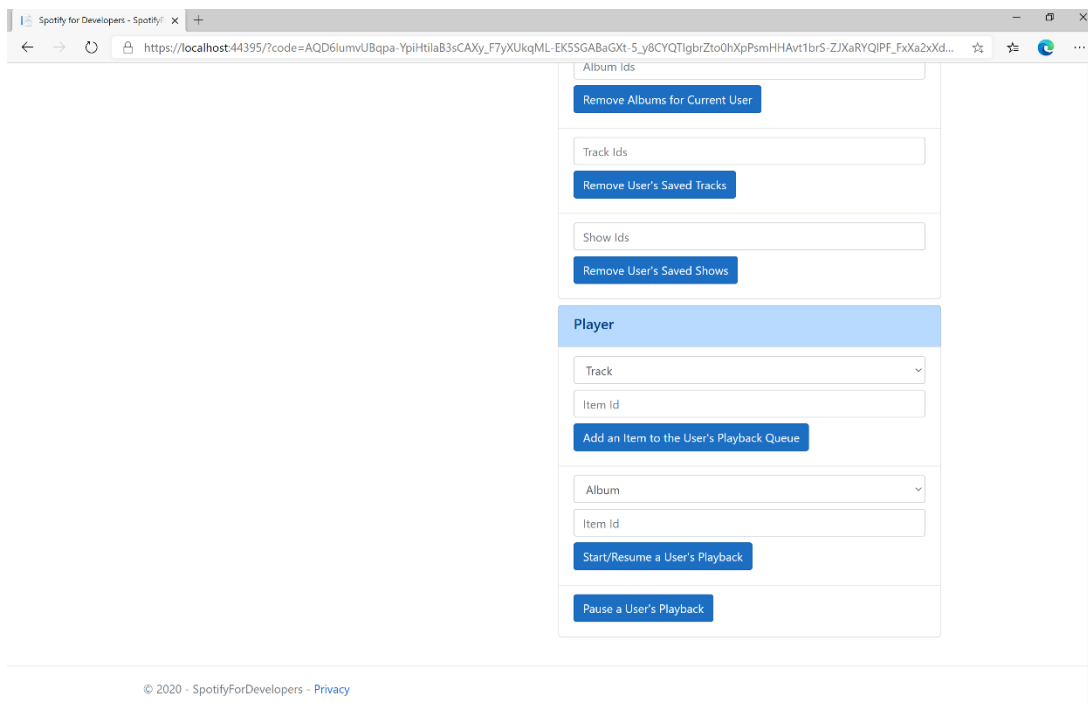 Spotify for Developers - Spotify
https://localhost:44395/?code=AQD6lumvUBqpa-YpiHtilaB3sCAXy_F7yXUkqML-EK5SGABaGXt-5_y8CYQTIgbrZto0hXpPsmHHAvt1brS-ZJXaRYQlPF_FxXa2xXd...
Album Ids
Remove Albums for Current User
Track Ids
Remove User's Saved Tracks
Show Ids
Remove User's Saved Shows
Player
Track
Item Id
Add an Item to the User's Playback Queue
Album
Item Id
Start/Resume a User's Playback
Pause a User's Playback
© 2020 - SpotifyForDevelopers - Privacy